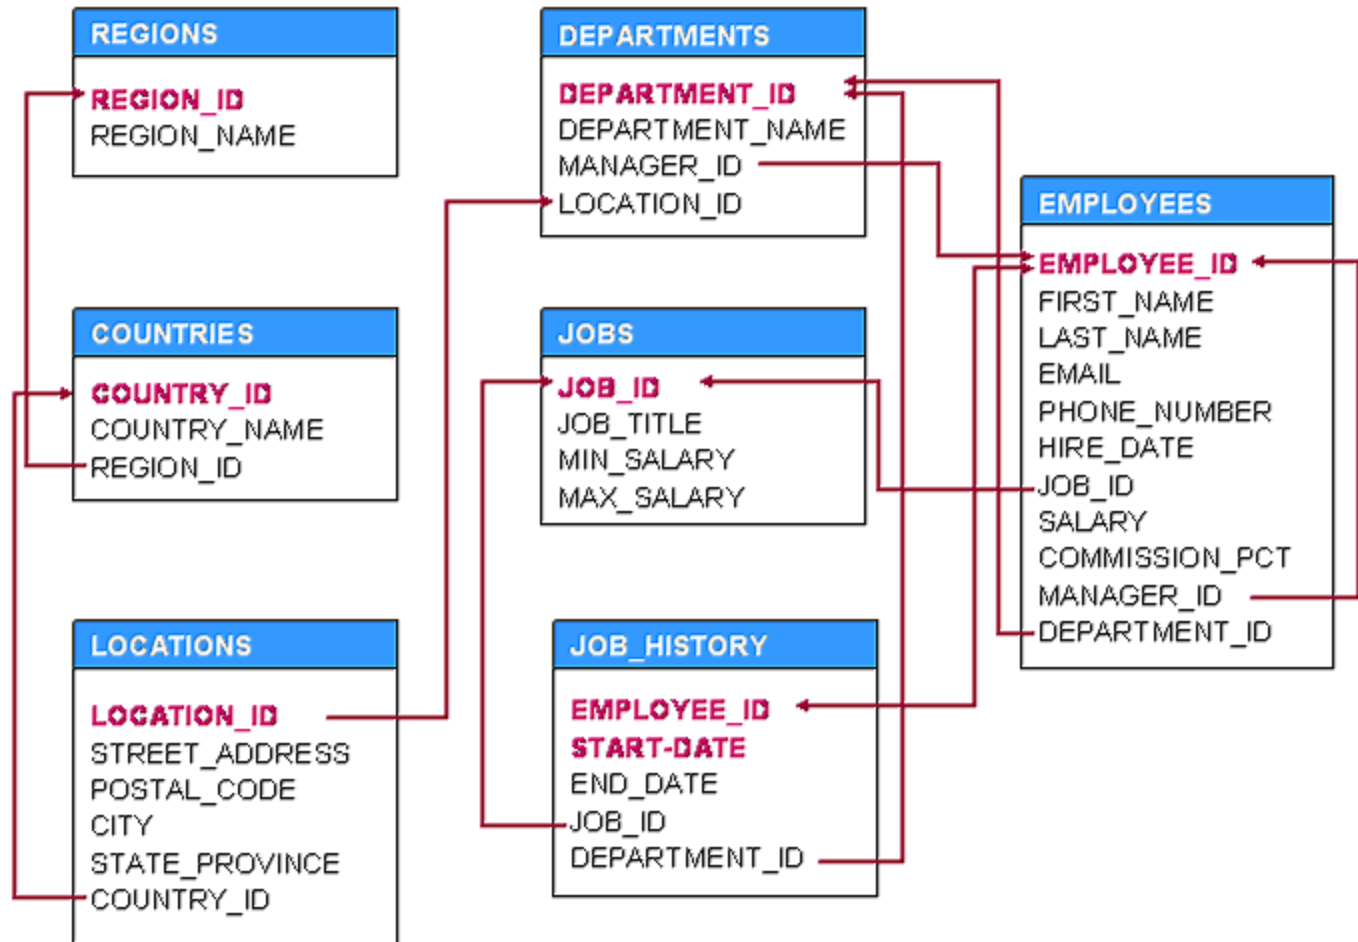 REGIONS
REGION_ID
REGION_NAME
COUNTRIES
COUNTRY_ID
COUNTRY_NAME
REGION_ID
LOCATIONS
LOCATION_ID
STREET_ADDRESS
POSTAL_CODE
CITY
STATE_PROVINCE
COUNTRY_ID
DEPARTMENTS
DEPARTMENT_ID
DEPARTMENT_NAME
MANAGER_ID
LOCATION_ID
JOBS
JOB_ID
JOB_TITLE
MIN_SALARY
MAX_SALARY
JOB_HISTORY
EMPLOYEE_ID
START-DATE
END_DATE
JOB_ID
DEPARTMENT_ID
EMPLOYEES
EMPLOYEE_ID
FIRST_NAME
LAST_NAME
EMAIL
PHONE_NUMBER
HIRE_DATE
JOB_ID
SALARY
COMMISSION_PCT
MANAGER_ID
DEPARTMENT_ID